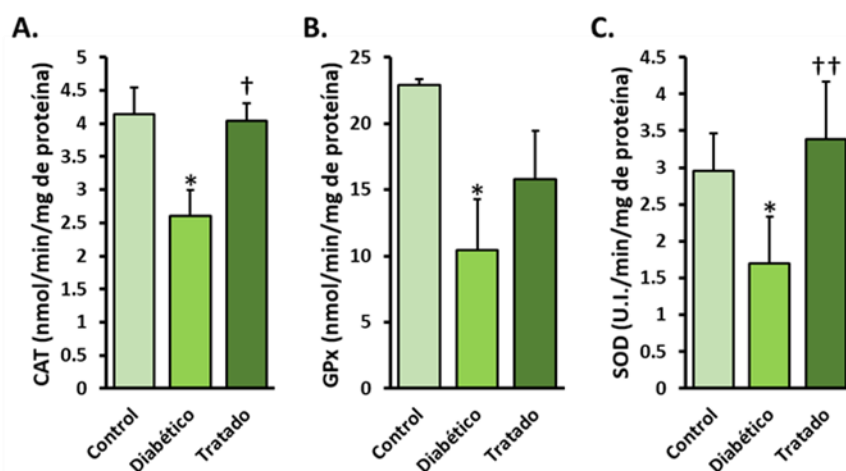 A.
CAT (nmol/min/mg de proteína)
5
4.5
4
3.5
3
2.5
2
1.5
1
0.5
0
*
†
Control
Diabético
Tratado
B.
GPx (nmol/min/mg de proteína)
25
20
15
10
5
0
*
Control
Diabético
Tratado
C.
SOD (U.I./min/mg de proteína)
4.5
4
3.5
3
2.5
2
1.5
1
0.5
0
*
††
Control
Diabético
Tratado